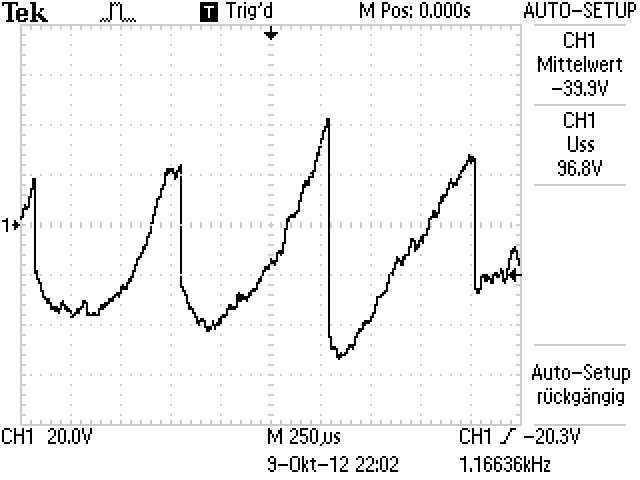 Tek T Trig'd M Pos: 0.000s AUTO-SETUP
CH1
Mittelwert
-39.9V
CH1
Uss
96.8V
1
Auto-Setup
rückgängig
CH1 20.0V M 250µs CH1 / -20.3V
9-Okt-12 22:02 1.16636kHz